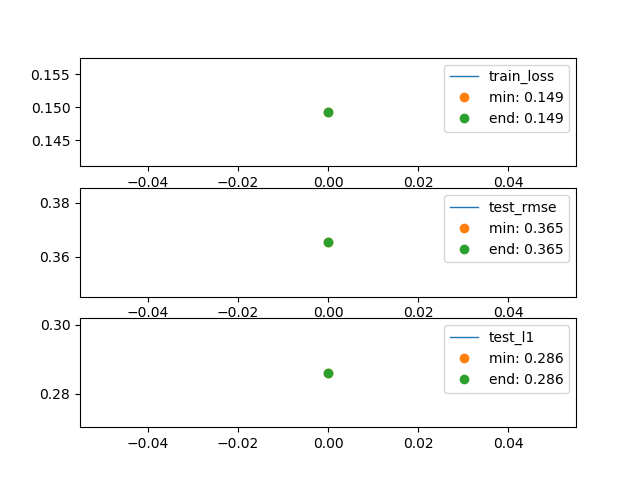 train_loss
min: 0.149
end: 0.149
0.155
0.150
0.145
−0.04 −0.02 0.00 0.02 0.04
test_rmse
min: 0.365
end: 0.365
0.38
0.36
−0.04 −0.02 0.00 0.02 0.04
test_l1
min: 0.286
end: 0.286
0.30
0.28
−0.04 −0.02 0.00 0.02 0.04